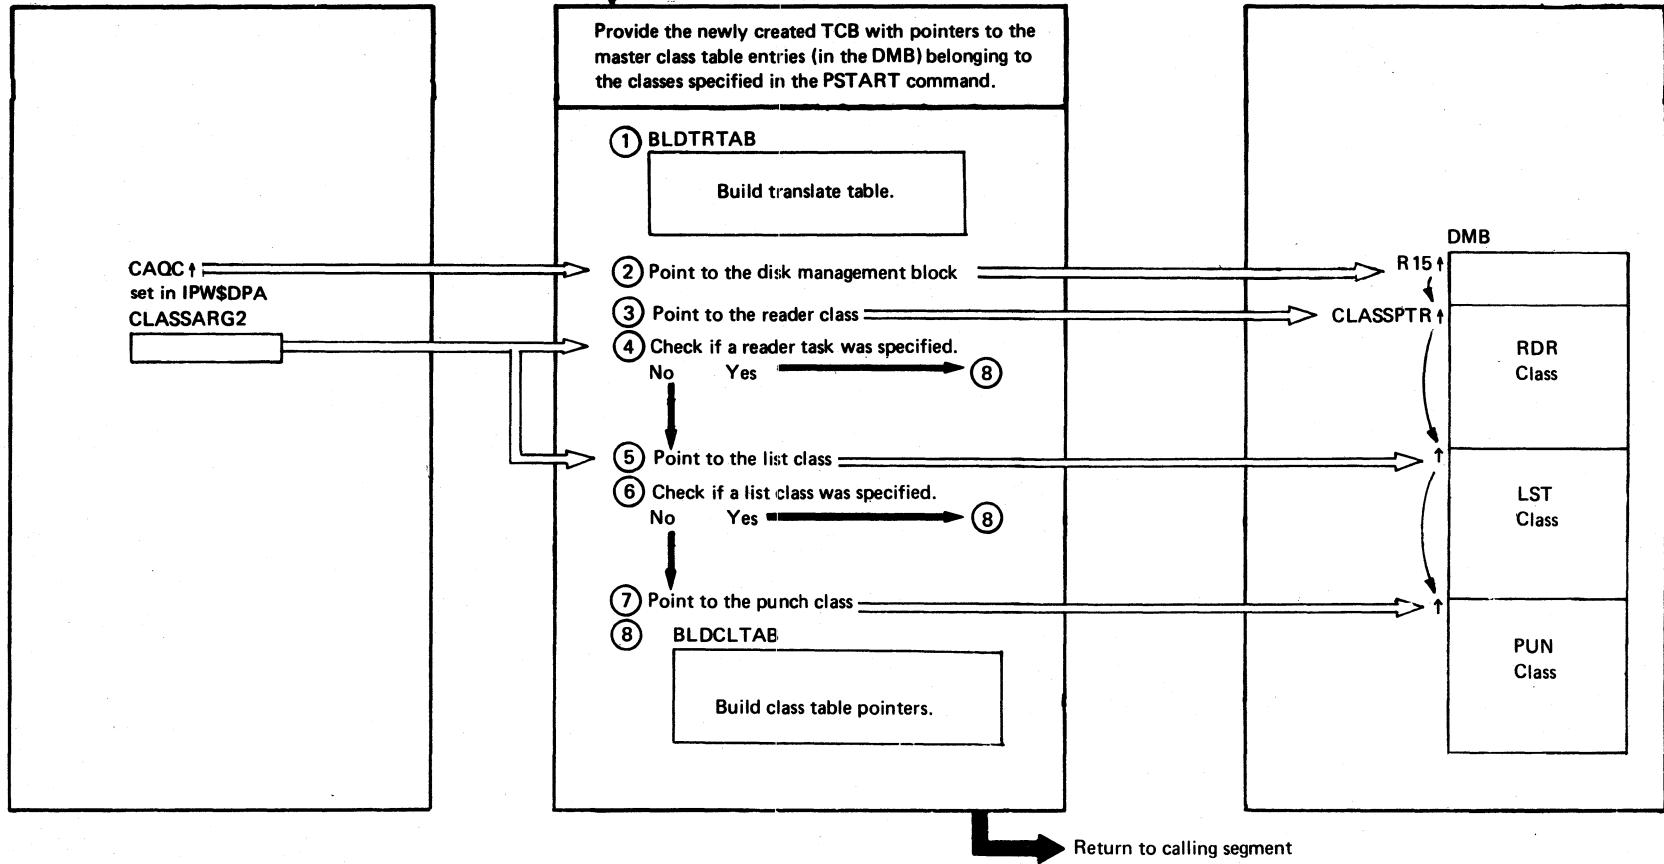 Provide the newly created TCB with pointers to the
master class table entries (in the DMB) belonging to
the classes specified in the PSTART command.
1 BLDTRTAB
Build translate table.
CAQC↑
set in IPW$DPA
CLASSARG2
2 Point to the disk management block
3 Point to the reader class
4 Check if a reader task was specified.
No Yes 8
5 Point to the list class
6 Check if a list class was specified.
No Yes 8
7 Point to the punch class
8 BLDCLTAB
Build class table pointers.
DMB
R15↑
CLASSPTR↑
RDR
Class
↑
LST
Class
↑
PUN
Class
Return to calling segment